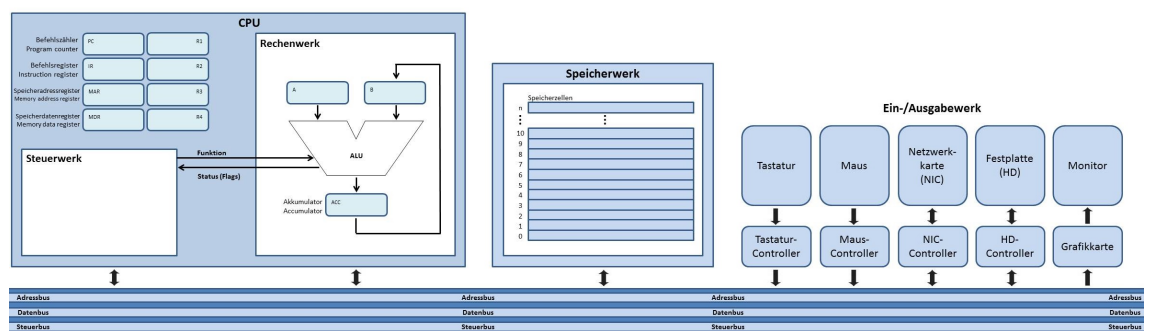 CPU
Befehlszähler
Program counter
PC
R1
Befehlsregister
Instruction register
IR
R2
Speicheradressregister
Memory address register
MAR
R3
Speicherdatenregister
Memory data register
MDR
R4
Steuerwerk
Funktion
Status (Flags)
Rechenwerk
A
B
ALU
Akkumulator
Accumulator
ACC
Speicherwerk
Speicherzellen
n
10
9
8
7
6
5
4
3
2
1
0
Ein-/Ausgabewerk
Tastatur
Maus
Netzwerk-
karte
(NIC)
Festplatte
(HD)
Monitor
Tastatur-
Controller
Maus-
Controller
NIC-
Controller
HD-
Controller
Grafikkarte
Adressbus Adressbus Adressbus Adressbus
Datenbus Datenbus Datenbus Datenbus
Steuerbus Steuerbus Steuerbus Steuerbus